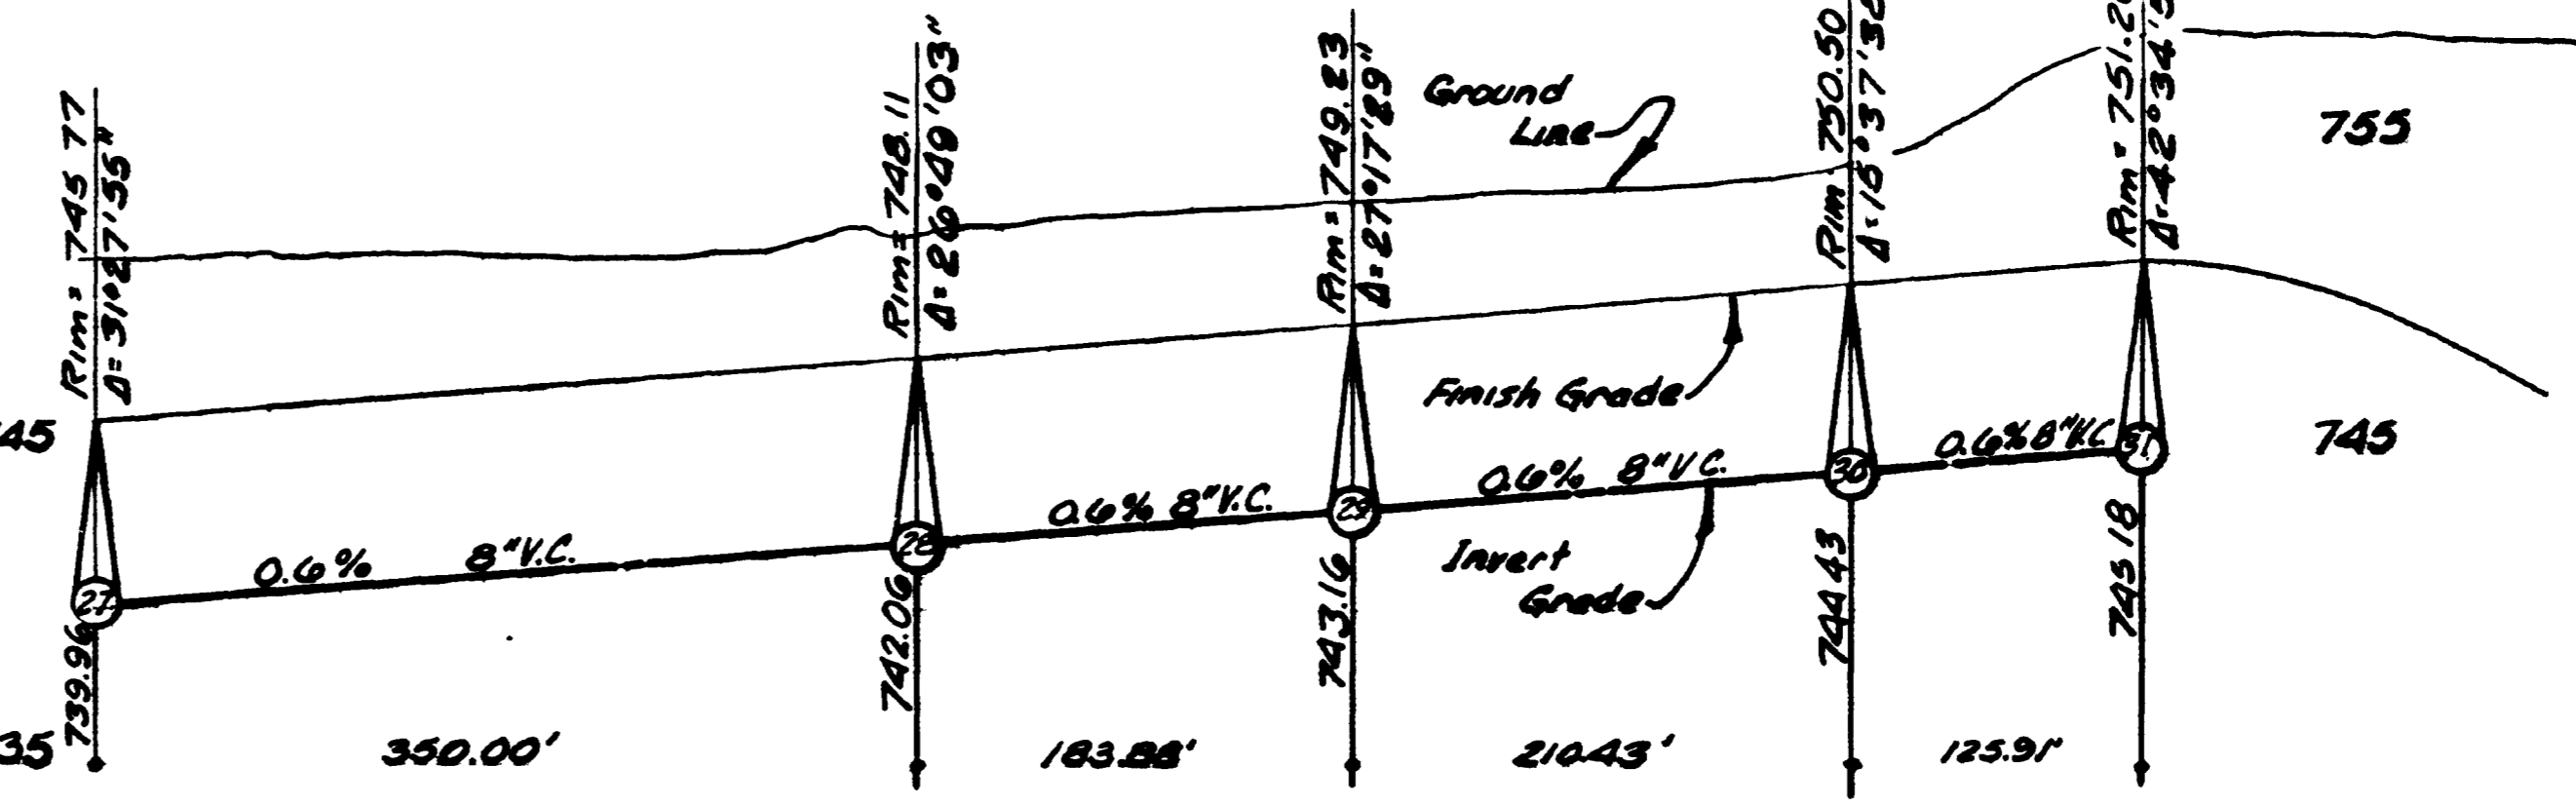 Rim = 745 77
Δ=31°27'55"
Rim= 748.11
Δ=26°49'03"
Rim=749.23
Δ=27°17'29"
Rim 750.50
Rim= 751.2
Ground
Line
755
Finish Grade
45
745
0.6% 8"V.C.
0.6% 8"V.C.
0.6% 8"V.C.
0.6% 8"V.C.
27
28
29
30
31
Invert
Grade
739.96
742.06
743.16
744 43
745 18
35
350.00'
183.88'
210.43'
125.91'